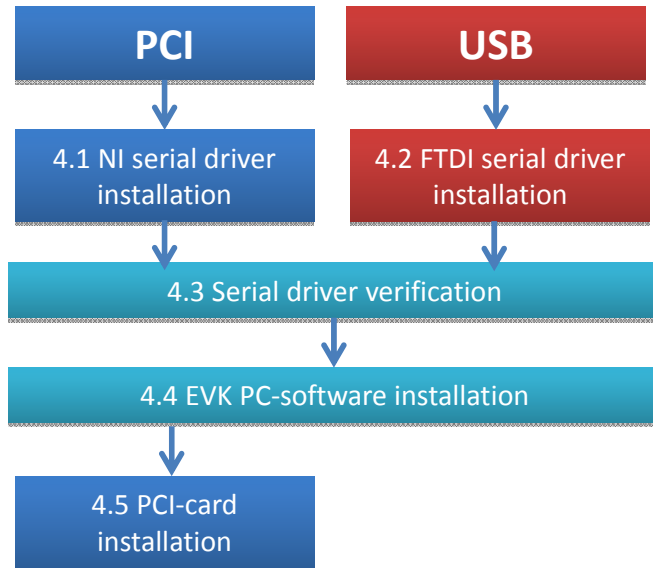 PCI
USB
4.1 NI serial driver
installation
4.2 FTDI serial driver
installation
4.3 Serial driver verification
4.4 EVK PC-software installation
4.5 PCI-card
installation